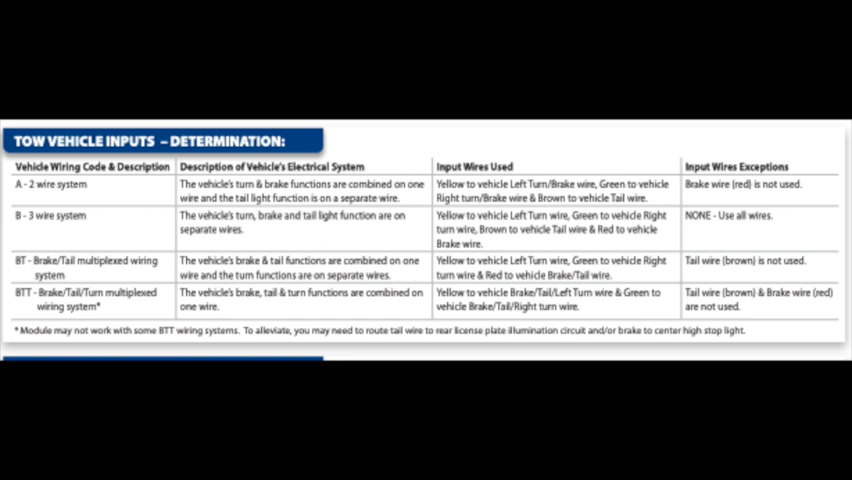 TOW VEHICLE INPUTS – DETERMINATION:
Vehicle Wiring Code & Description Description of Vehicle's Electrical System Input Wires Used Input Wires Exceptions
A - 2 wire system The vehicle's turn & brake functions are combined on one Yellow to vehicle Left Turn/Brake wire, Green to vehicle Brake wire (red) is not used.
wire and the tail light function is on a separate wire. Right turn/Brake & Brown to vehicle Tail wire.
B - 3 wire system The vehicle's turn, brake and tail light function are on Yellow to vehicle Left Turn wire, Green to vehicle Right NONE - Use all wires.
separate wires. turn wire, Brown to vehicle Tail wire & Red to vehicle
Brake wire.
BT - Brake/Tail multiplexed wiring The vehicle's brake & tail functions are combined on one Yellow to vehicle Left Turn wire, Green to vehicle Right Tail wire (brown) is not used.
system wire and the turn functions are on separate wires. turn wire & Red to vehicle Brake/Tail wire.
BTT - Brake/Tail/Turn multiplexed The vehicle's brake, tail & turn functions are combined on Yellow to vehicle Brake/Tail/Left Turn wire & Green to Tail wire (brown) & Brake wire (red)
wiring system* one wire. vehicle Brake/Tail/Right turn wire. are not used.
* Module may not work with some BTT wiring systems. To alleviate, you may need to route tail wire to rear license plate illumination circuit and/or brake to center high stop light.